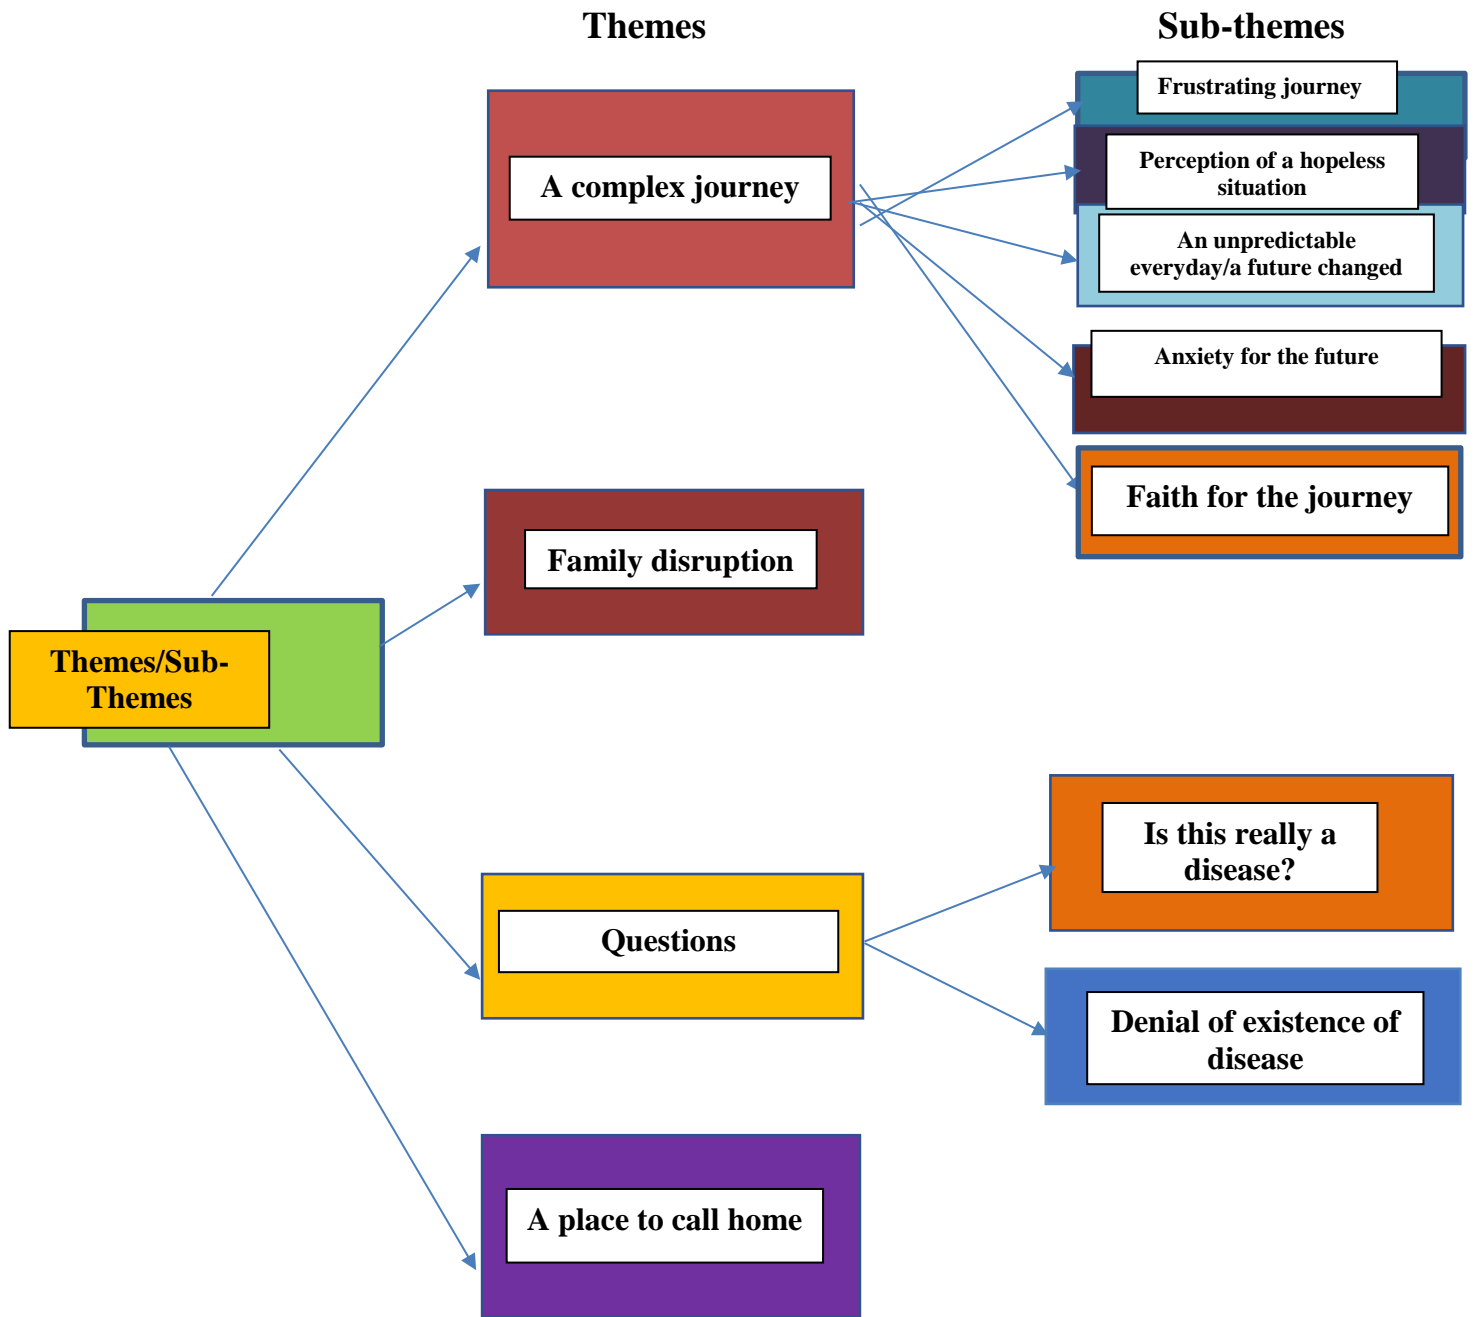 Themes
Sub-themes
A complex journey
Frustrating journey
Perception of a hopeless
situation
An unpredictable
everyday/a future changed
Anxiety for the future
Faith for the journey
Family disruption
Themes/Sub-
Themes
Questions
Is this really a
disease?
Denial of existence of
disease
A place to call home